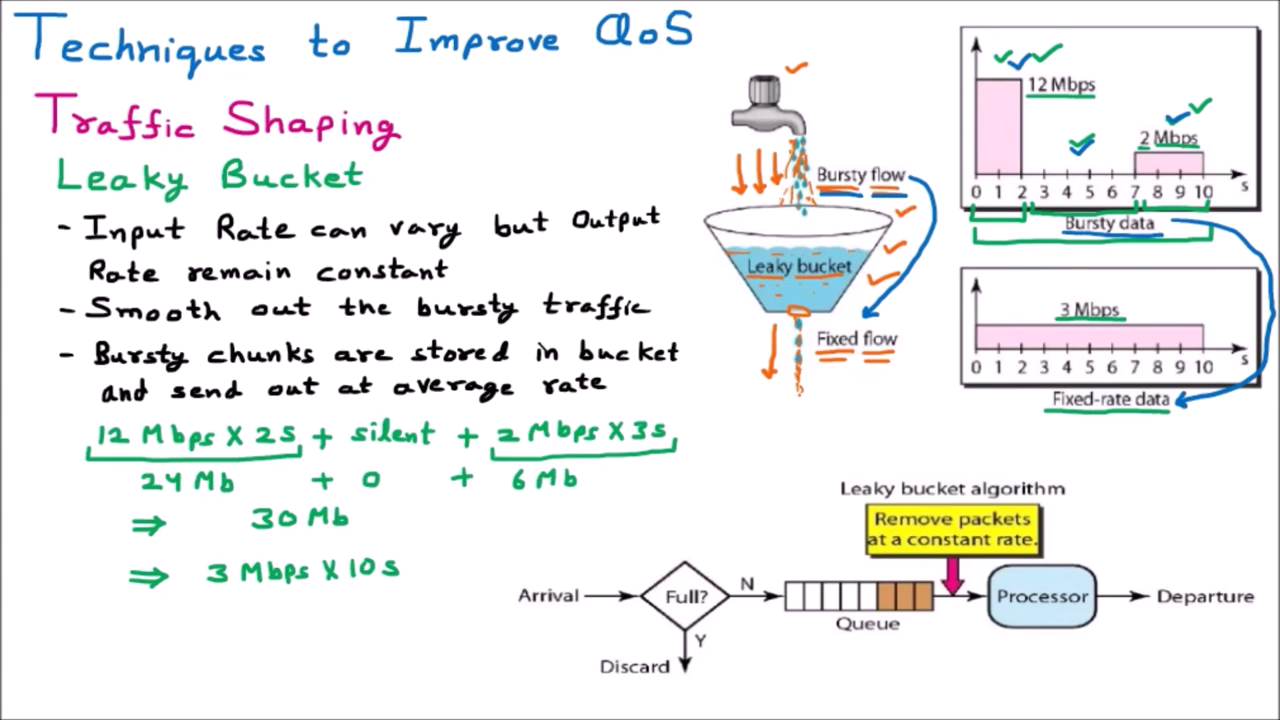 Techniques to Improve QoS
Traffic Shaping
Leaky Bucket
- Input Rate can vary but Output
Rate remain constant
- Smooth out the bursty traffic
- Bursty chunks are stored in bucket
and send out at average rate
12 Mbps X 2s + silent + 2 Mbps X 3s
24 Mb + 0 + 6 Mb
⇒ 30 Mb
⇒ 3 Mbps X 10s
Bursty flow
Leaky bucket
Fixed flow
12 Mbps
2 Mbps
0 1 2 3 4 5 6 7 8 9 10 s
Bursty data
3 Mbps
0 1 2 3 4 5 6 7 8 9 10 s
Fixed-rate data
Leaky bucket algorithm
Remove packets
at a constant rate.
Arrival
Full?
N
Y
Discard
Queue
Processor
Departure